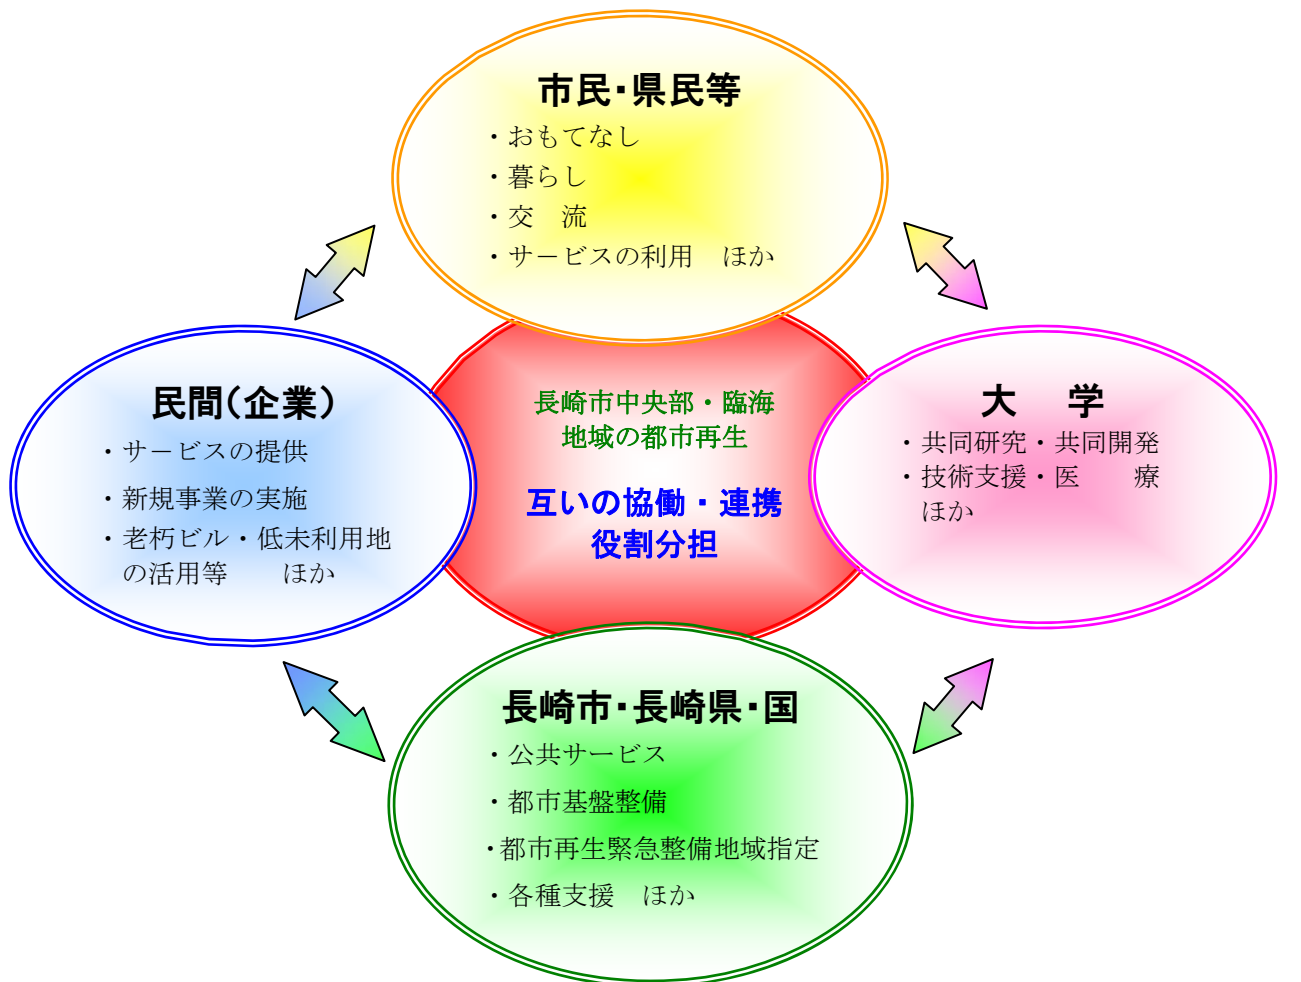 市民・県民等
・おもてなし
・暮らし
・交　流
・サービスの利用　ほか
民間（企業）
・サービスの提供
・新規事業の実施
・老朽ビル・低未利用地
の活用等　　ほか
長崎市中央部・臨海
地域の都市再生
互いの協働・連携
役割分担
大　学
・共同研究・共同開発
・技術支援・医　　療
ほか
長崎市・長崎県・国
・公共サービス
・都市基盤整備
・都市再生緊急整備地域指定
・各種支援　ほか